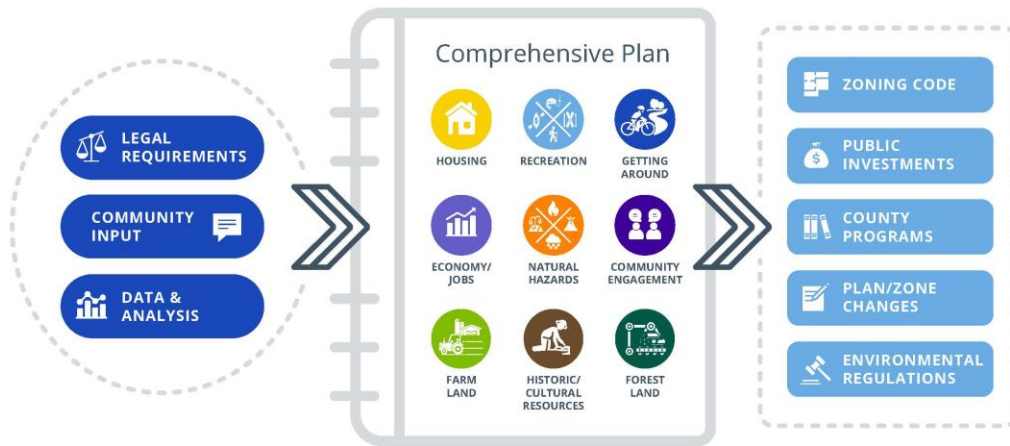 LEGAL
REQUIREMENTS
COMMUNITY
INPUT
DATA &
ANALYSIS
Comprehensive Plan
HOUSING
RECREATION
GETTING
AROUND
ECONOMY/
JOBS
NATURAL
HAZARDS
COMMUNITY
ENGAGEMENT
FARM
LAND
HISTORIC/
CULTURAL
RESOURCES
FOREST
LAND
ZONING CODE
PUBLIC
INVESTMENTS
COUNTY
PROGRAMS
PLAN/ZONE
CHANGES
ENVIRONMENTAL
REGULATIONS